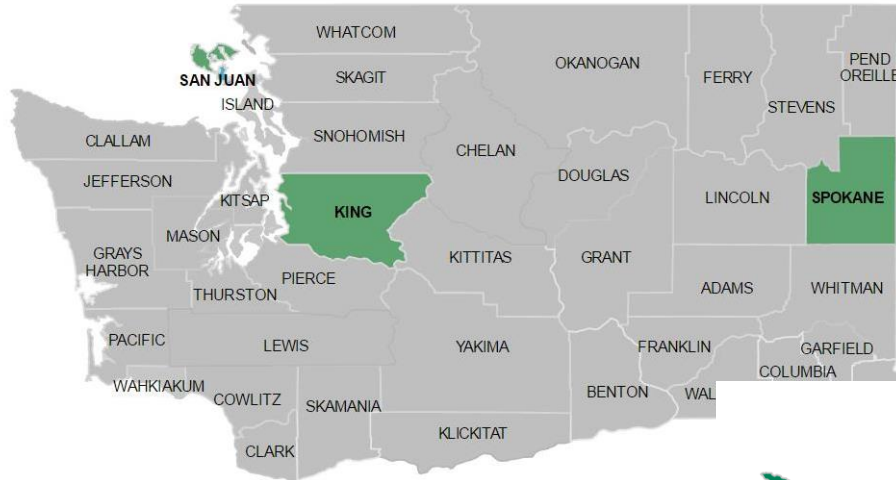 WHATCOM
OKANOGAN
PEND
OREILLE
FERRY
SAN JUAN
SKAGIT
ISLAND
STEVENS
SNOHOMISH
CLALLAM
CHELAN
DOUGLAS
JEFFERSON
KITSAP
KING
LINCOLN
SPOKANE
MASON
GRAYS
HARBOR
KITTITAS
GRANT
PIERCE
THURSTON
ADAMS
WHITMAN
PACIFIC
LEWIS
YAKIMA
FRANKLIN
GARFIELD
COLUMBIA
WAHKIAKUM
COWLITZ
SKAMANIA
BENTON
WAL
KLICKITAT
CLARK